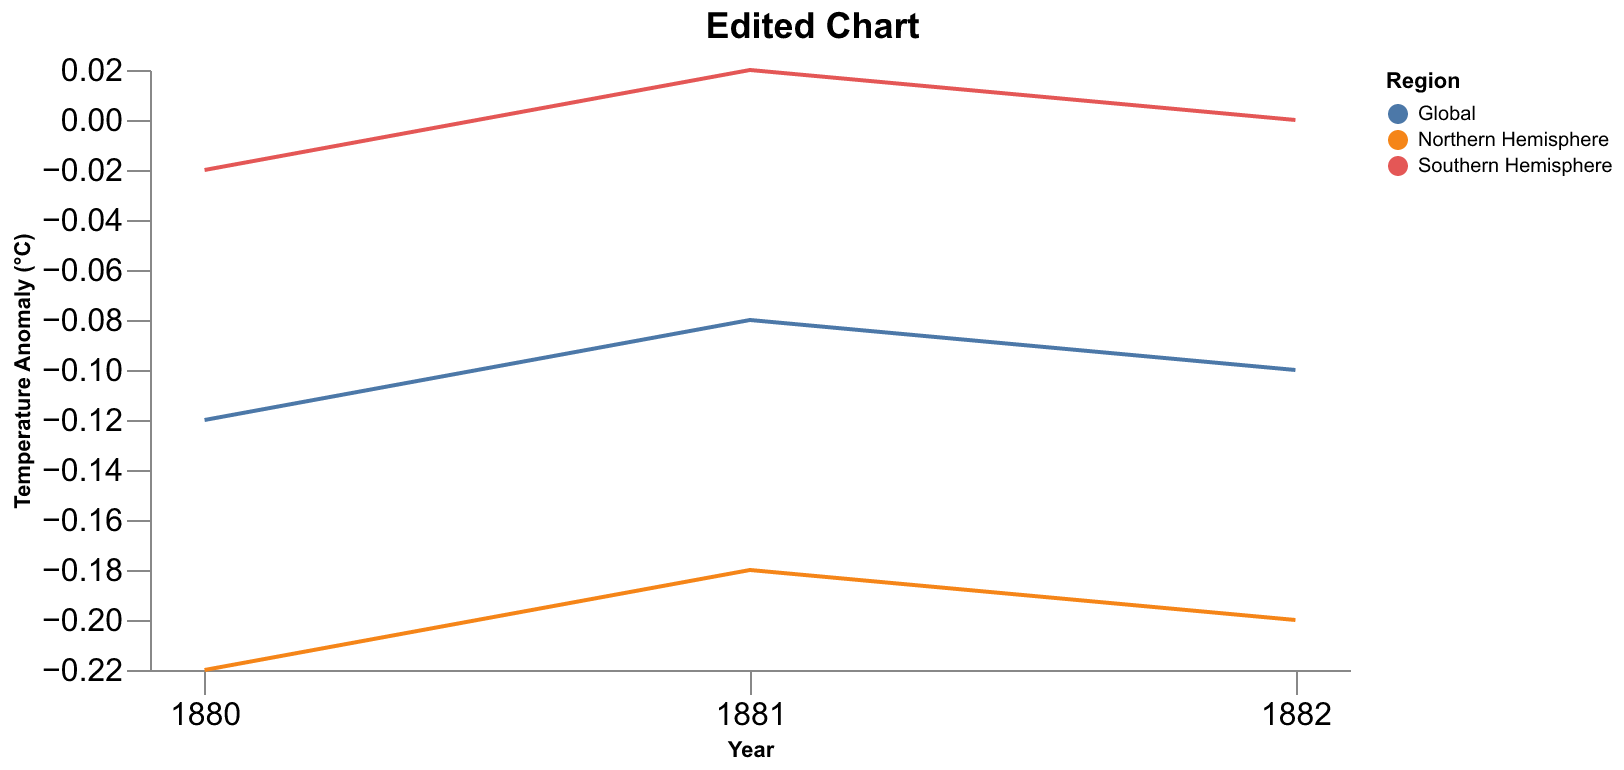 Edited Chart
0.02
0.00
−0.02
−0.04
−0.06
−0.08
−0.10
−0.12
−0.14
−0.16
−0.18
−0.20
−0.22
Temperature Anomaly (°C)
1880 1881 1882
Year
Region
Global
Northern Hemisphere
Southern Hemisphere